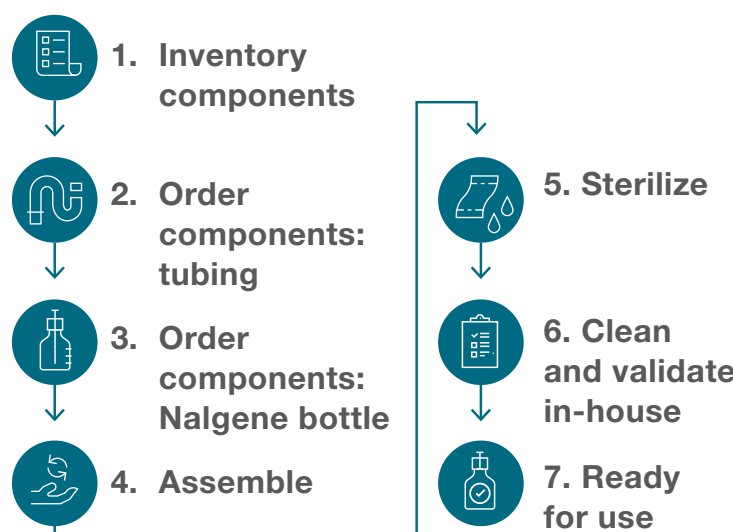 1. Inventory
components
2. Order
components:
tubing
3. Order
components:
Nalgene bottle
4. Assemble
5. Sterilize
6. Clean
and validate
in-house
7. Ready
for use